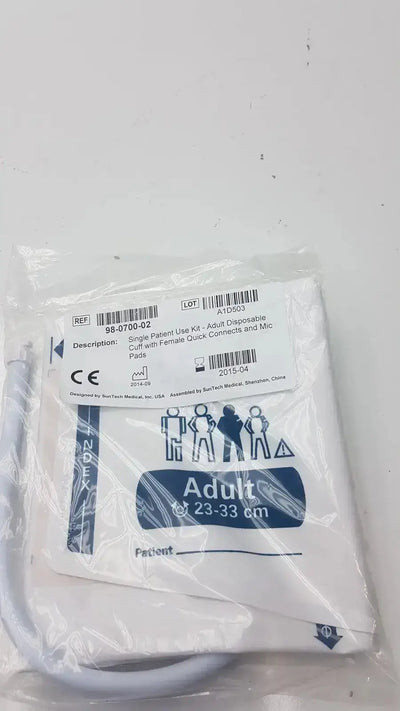 REF 98-0700-02
LOT A1D503
Description: Single Patient Use Kit - Adult Disposable
Cuff with Female Quick Connects and Mic
Pads
CE
2014-09
2015-04
Designed by SunTech Medical, Inc. USA Assembled by SunTech Medical, Shenzhen, China
INDEX
Adult
23-33 cm
Patient